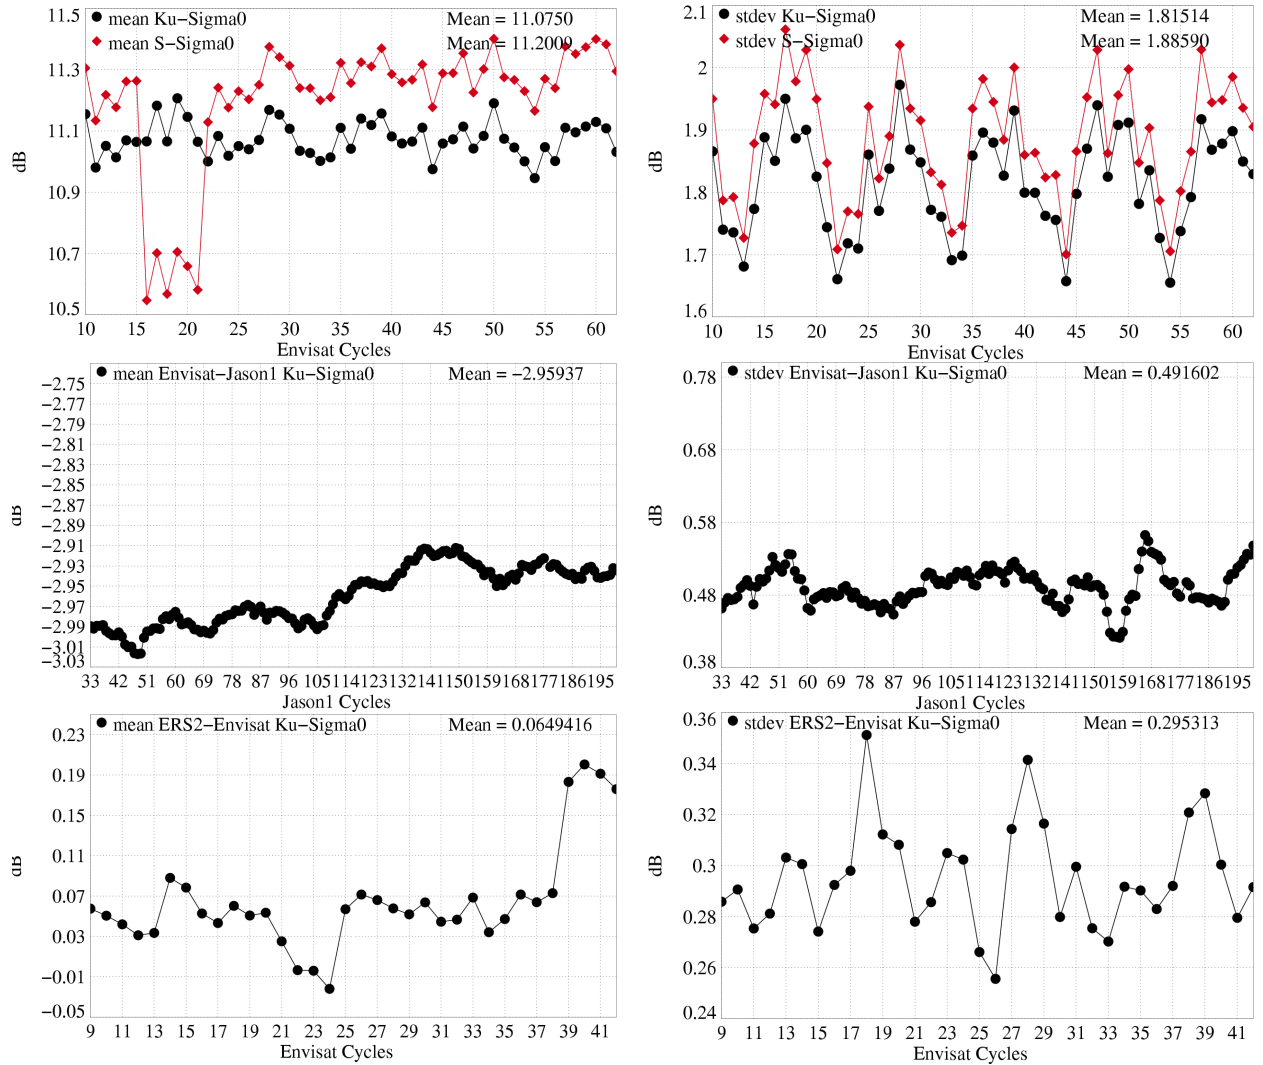 11.5
mean Ku−Sigma0
Mean = 11.0750
mean S−Sigma0
Mean = 11.2009
11.3
11.1
10.9
10.7
10.5
dB
10 15 20 25 30 35 40 45 50 55 60
Envisat Cycles
2.1
stdev Ku−Sigma0
Mean = 1.81514
stdev S−Sigma0
Mean = 1.88590
2
1.9
1.8
1.7
1.6
dB
10 15 20 25 30 35 40 45 50 55 60
Envisat Cycles
mean Envisat−Jason1 Ku−Sigma0
Mean = −2.95937
−2.75
−2.77
−2.79
−2.81
−2.83
−2.85
−2.87
−2.89
−2.91
−2.93
−2.95
−2.97
−2.99
−3.01
−3.03
dB
33 42 51 60 69 78 87 96 105 114 123 132 141 150 159 168 177 186 195
Jason1 Cycles
stdev Envisat−Jason1 Ku−Sigma0
Mean = 0.491602
0.78
0.68
0.58
0.48
0.38
dB
33 42 51 60 69 78 87 96 105 114 123 132 141 150 159 168 177 186 195
Jason1 Cycles
mean ERS2−Envisat Ku−Sigma0
Mean = 0.0649416
0.23
0.19
0.15
0.11
0.07
0.03
−0.01
−0.05
dB
9 11 13 15 17 19 21 23 25 27 29 31 33 35 37 39 41
Envisat Cycles
0.36
stdev ERS2−Envisat Ku−Sigma0
Mean = 0.295313
0.34
0.32
0.3
0.28
0.26
0.24
dB
9 11 13 15 17 19 21 23 25 27 29 31 33 35 37 39 41
Envisat Cycles